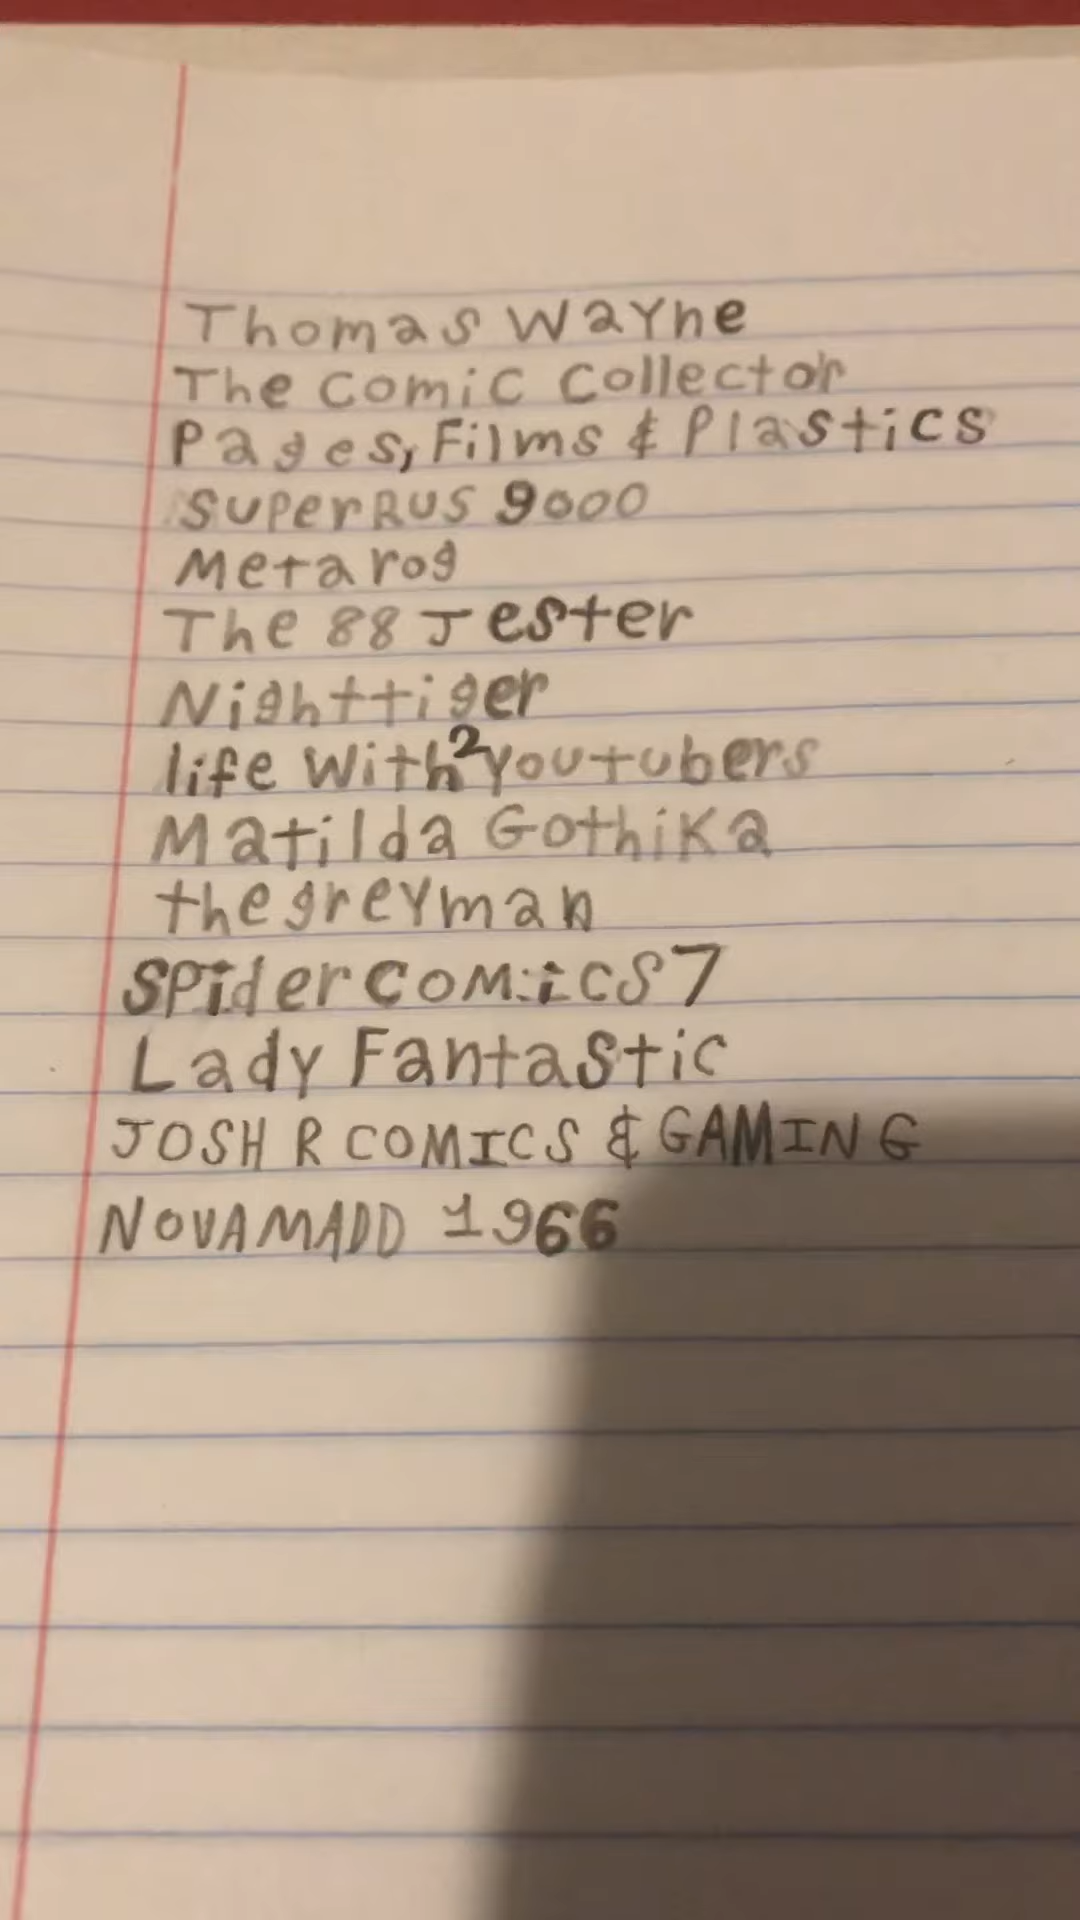 Thomas Wayne
The Comic Collector
Pages, Films & Plastics
SuperRUS 9000
Metarog
The 88 Jester
Nighttiger
life With 2 Youtubers
Matilda Gothika
thegreyman
Spidercomics7
Lady Fantastic
JOSH R COMICS & GAMING
NOVAMADD 1966